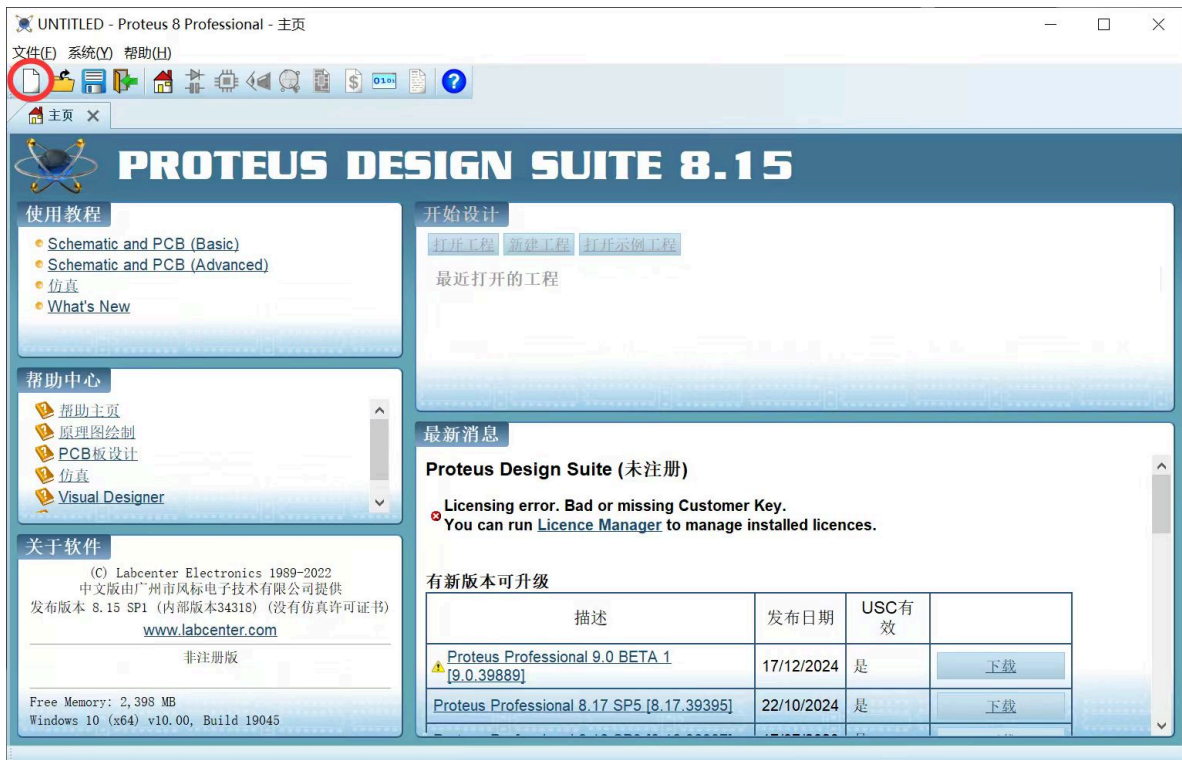 UNTITLED - Proteus 8 Professional - 主页
文件(F) 系统(Y) 帮助(H)
主页
PROTEUS DESIGN SUITE 8.15
使用教程
Schematic and PCB (Basic)
Schematic and PCB (Advanced)
仿真
What's New
开始设计
打开工程 新建工程 打开示例工程
最近打开的工程
帮助中心
帮助主页
原理图绘制
PCB板设计
仿真
Visual Designer
最新消息
Proteus Design Suite (未注册)
Licensing error. Bad or missing Customer Key.
You can run Licence Manager to manage installed licences.
有新版本可升级
描述 发布日期 USC有效
Proteus Professional 9.0 BETA 1 [9.0.39889] 17/12/2024 是 下载
Proteus Professional 8.17 SP5 [8.17.39395] 22/10/2024 是 下载
关于软件
(C) Labcenter Electronics 1989-2022
中文版由广州市风标电子技术有限公司提供
发布版本 8.15 SP1 (内部版本34318) (没有仿真许可证书)
www.labcenter.com
非注册版
Free Memory: 2,398 MB
Windows 10 (x64) v10.00, Build 19045